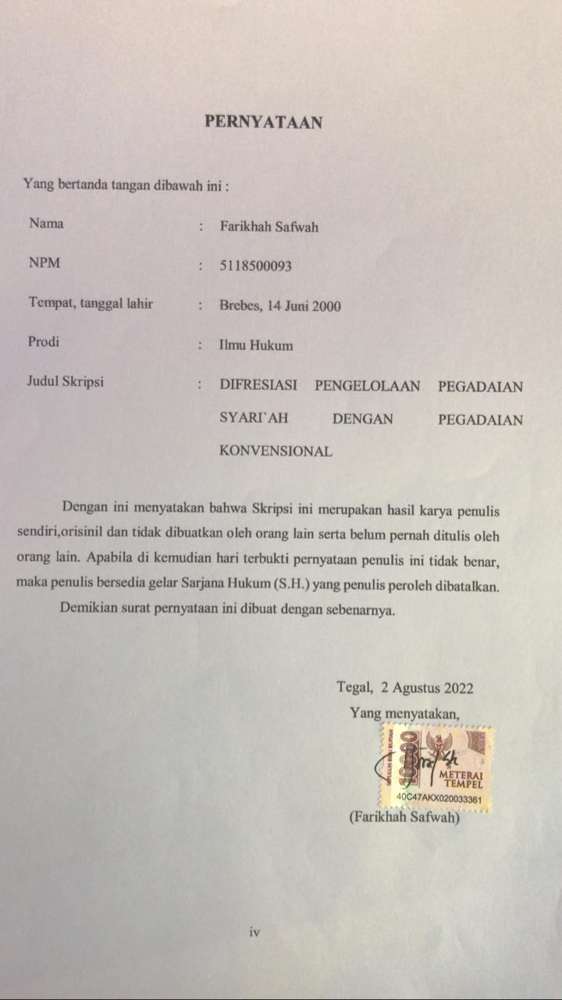 PERNYATAAN
Yang bertanda tangan dibawah ini :
Nama : Farikhah Safwah
NPM : 5118500093
Tempat, tanggal lahir : Brebes, 14 Juni 2000
Prodi : Ilmu Hukum
Judul Skripsi : DIFRESIASI PENGELOLAAN PEGADAIAN
SYARI`AH DENGAN PEGADAIAN
KONVENSIONAL
Dengan ini menyatakan bahwa Skripsi ini merupakan hasil karya penulis
sendiri,orisinil dan tidak dibuatkan oleh orang lain serta belum pernah ditulis oleh
orang lain. Apabila di kemudian hari terbukti pernyataan penulis ini tidak benar,
maka penulis bersedia gelar Sarjana Hukum (S.H.) yang penulis peroleh dibatalkan.
Demikian surat pernyataan ini dibuat dengan sebenarnya.
Tegal, 2 Agustus 2022
Yang menyatakan,
SEPULUH RIBU RUPIAH
10000
METERAI
TEMPEL
40C47AKX020033361
(Farikhah Safwah)
iv